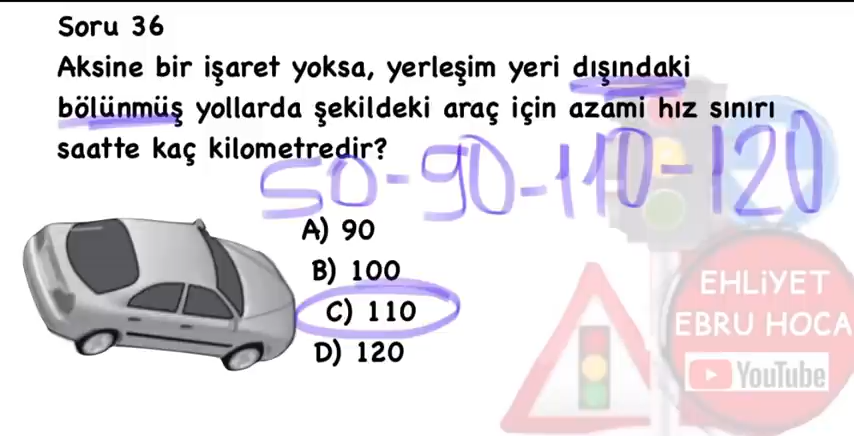 Soru 36
Aksine bir işaret yoksa, yerleşim yeri dışındaki
bölünmüş yollarda şekildeki araç için azami hız sınırı
saatte kaç kilometredir?
50-90-110-120
A) 90
B) 100
C) 110
D) 120
EHLİYET
EBRU HOCA
YouTube